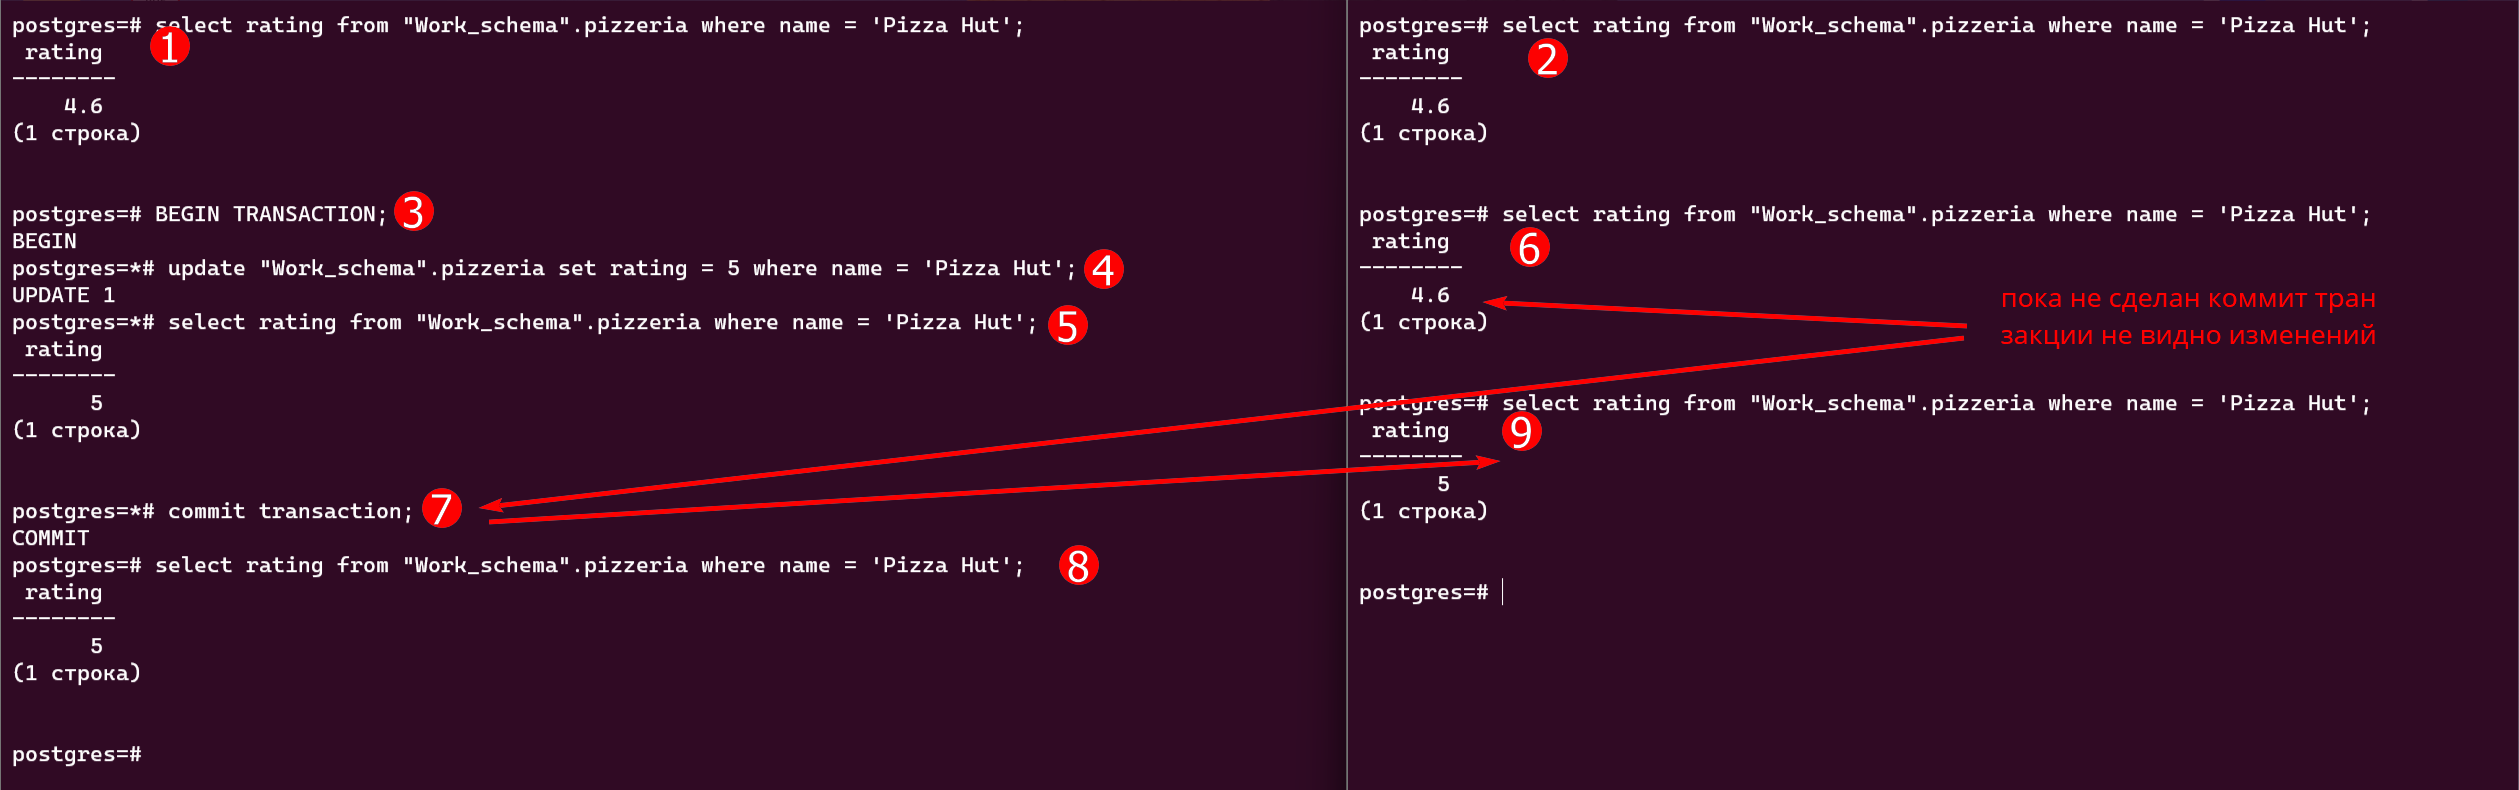 postgres=# select rating from "Work_schema".pizzeria where name = 'Pizza Hut';
1
rating
--------
4.6
(1 строка)
postgres=# BEGIN TRANSACTION;
3
BEGIN
postgres=*# update "Work_schema".pizzeria set rating = 5 where name = 'Pizza Hut';
4
UPDATE 1
postgres=*# select rating from "Work_schema".pizzeria where name = 'Pizza Hut';
5
rating
--------
5
(1 строка)
postgres=*# commit transaction;
7
COMMIT
postgres=# select rating from "Work_schema".pizzeria where name = 'Pizza Hut';
8
rating
--------
5
(1 строка)
postgres=#
postgres=# select rating from "Work_schema".pizzeria where name = 'Pizza Hut';
2
rating
--------
4.6
(1 строка)
postgres=# select rating from "Work_schema".pizzeria where name = 'Pizza Hut';
6
rating
--------
4.6
(1 строка)
пока не сделан коммит тран
закции не видно изменений
postgres=# select rating from "Work_schema".pizzeria where name = 'Pizza Hut';
9
rating
--------
5
(1 строка)
postgres=#